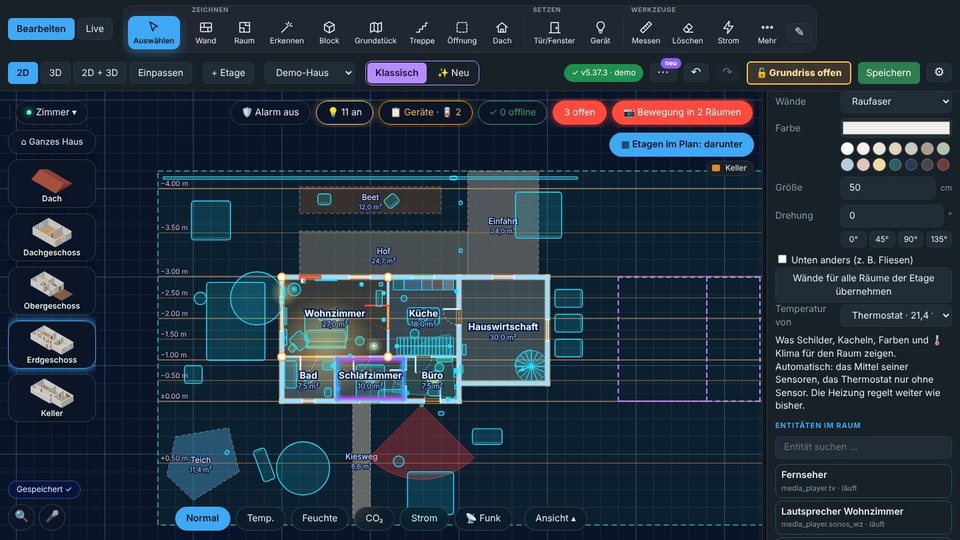 ZEICHNEN
SETZEN
WERKZEUGE
Bearbeiten
Live
Auswählen
Wand
Raum
Erkennen
Block
Grundstück
Treppe
Öffnung
Dach
Tür/Fenster
Gerät
Messen
Löschen
Strom
Mehr
2D
3D
2D + 3D
Einpassen
+ Etage
Demo-Haus
Klassisch
✨ Neu
✓ v5.37.3 · demo
neu
Grundriss offen
Speichern
Zimmer ▾
Alarm aus
11 an
Geräte · 2
✓ 0 offline
3 offen
Bewegung in 2 Räumen
Etagen im Plan: darunter
Keller
⌂ Ganzes Haus
Dach
Dachgeschoss
Obergeschoss
Erdgeschoss
Keller
−4.00 m
−3.50 m
−3.00 m
−2.50 m
−2.00 m
−1.50 m
−1.00 m
−0.50 m
±0.00 m
+0.50 m
Beet
12,0 m²
Einfahrt
24,0 m²
Hof
24,7 m²
Wohnzimmer
27,0 m²
Küche
18,0 m²
Hauswirtschaft
30,0 m²
Bad
7,5 m²
Schlafzimmer
10,0 m²
Büro
7,5 m²
Teich
11,4 m²
Kiesweg
6,6 m²
Gespeichert ✓
Normal
Temp.
Feuchte
CO₂
Strom
Funk
Ansicht ▴
Wände
Raufaser
Farbe
Größe
50
cm
Drehung
0
°
0°
45°
90°
135°
Unten anders (z. B. Fliesen)
Wände für alle Räume der Etage
übernehmen
Temperatur
von
Thermostat · 21,4
Was Schilder, Kacheln, Farben und
Klima für den Raum zeigen.
Automatisch: das Mittel seiner
Sensoren, das Thermostat nur ohne
Sensor. Die Heizung regelt weiter wie
bisher.
ENTITÄTEN IM RAUM
Entität suchen ...
Fernseher
media_player.tv · läuft
Lautsprecher Wohnzimmer
media_player.sonos_wz · läuft